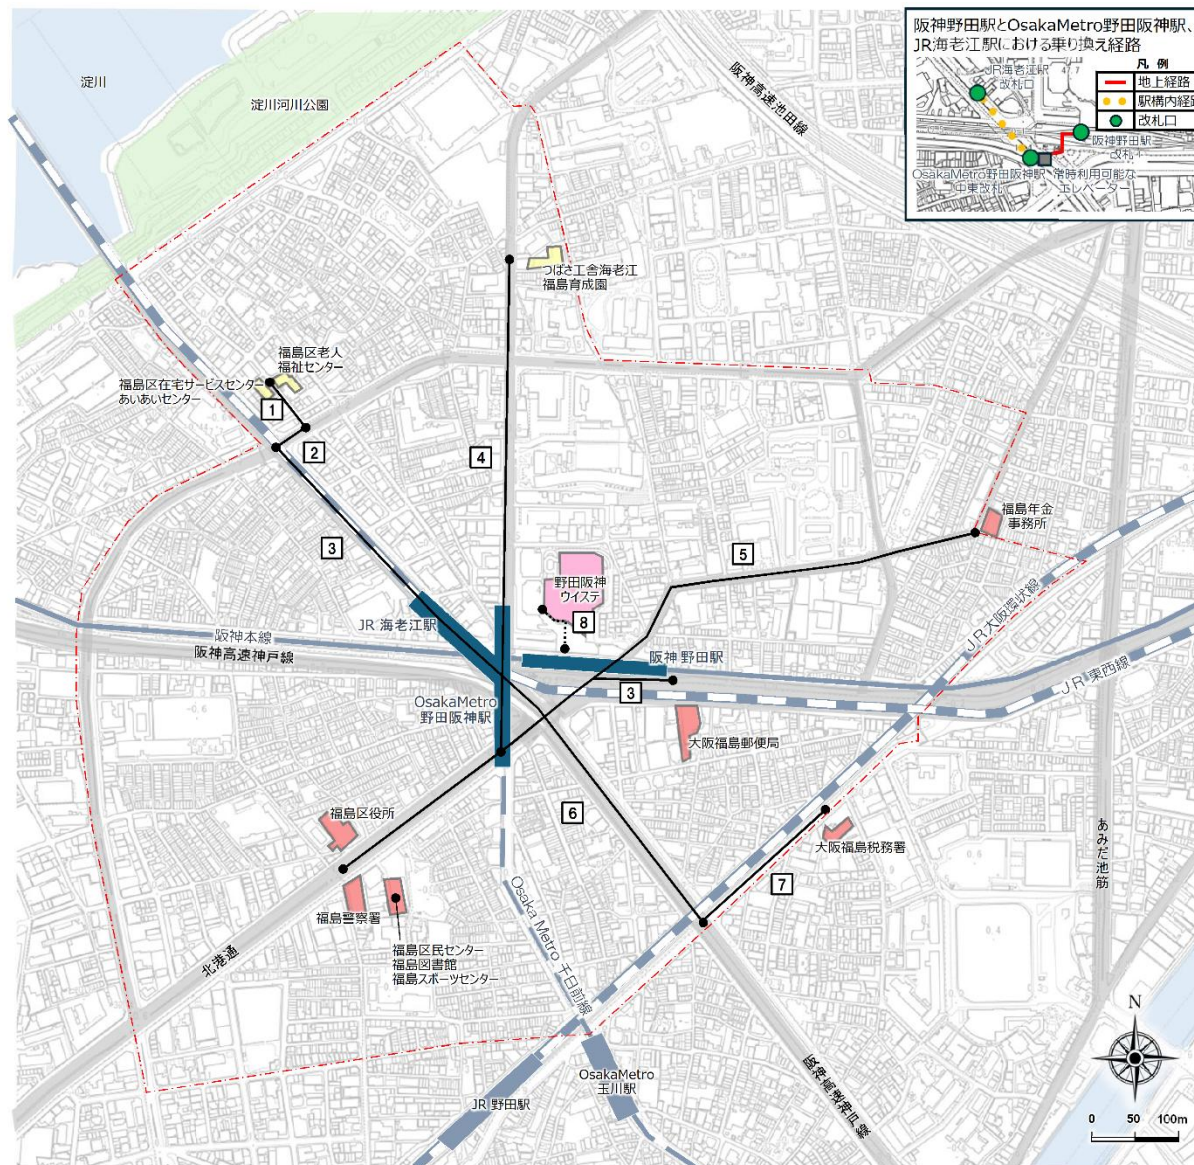 阪神野田駅とOsakaMetro野田阪神駅、
JR海老江駅における乗り換え経路
凡 例
地上経路
駅構内経
改札口
JR海老江駅
改札口
47.7
阪神野田駅
OsakaMetro野田阪神駅
中東改札
常時利用可能な
エレベーター
淀川
淀川河川公園
阪神高速池田線
つばさ工舎海老江
福島育成園
福島区老人
福祉センター
福島区在宅サービスセンター
あいあいセンター
1
2
4
3
5
福島年金
事務所
野田阪神
ウイステ
8
JR 海老江駅
阪神本線
阪神高速神戸線
阪神 野田駅
3
JR大阪環状線
JR東西線
OsakaMetro
野田阪神駅
-0.6
大阪福島郵便局
福島区役所
6
大阪福島税務署
0.6
あみだ池筋
7
福島警察署
Osaka Metro 千日前線
0.4
北港通
福島区民センター
福島図書館
福島スポーツセンター
N
OsakaMetro
玉川駅
JR 野田駅
阪神高速神戸線
0 50 100m